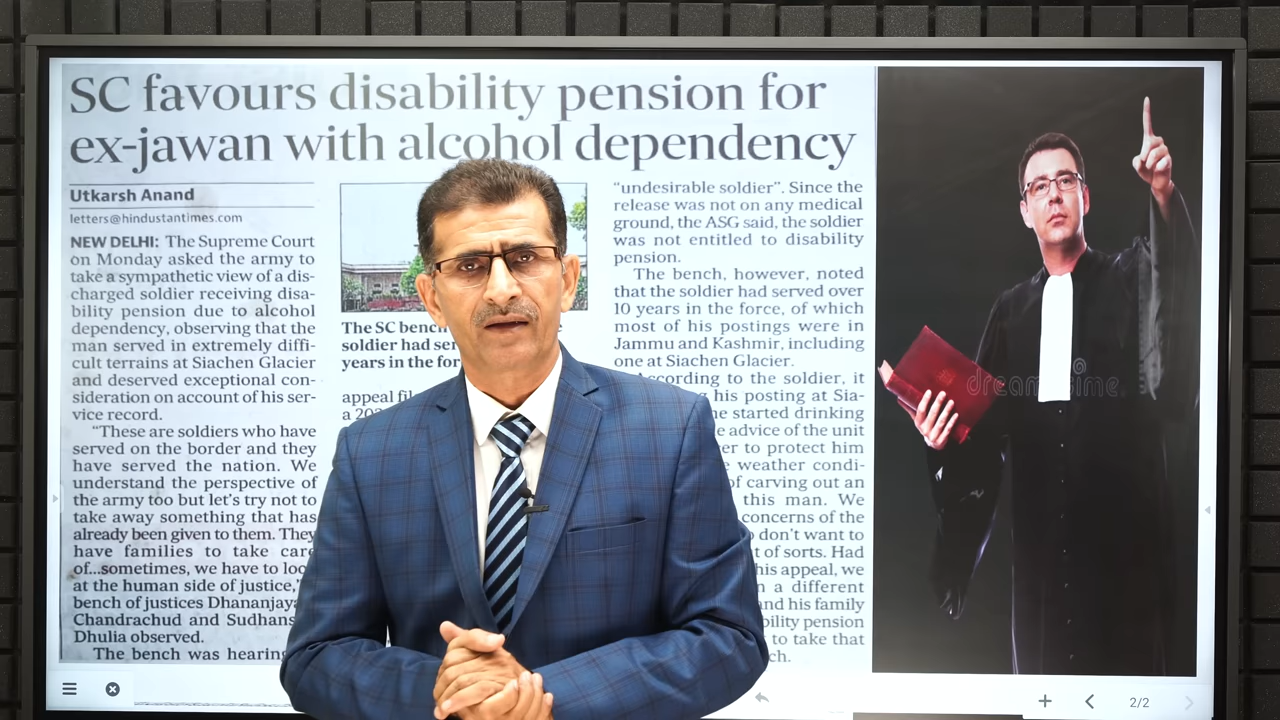 SC favours disability pension for
ex-jawan with alcohol dependency
Utkarsh Anand
letters@hindustantimes.com
NEW DELHI: The Supreme Court
on Monday asked the army to
take a sympathetic view of a dis-
charged soldier receiving disa-
bility pension due to alcohol
dependency, observing that the
man served in extremely diffi-
cult terrains at Siachen Glacier
and deserved exceptional con-
sideration on account of his ser-
vice record.
"These are soldiers who have
served on the border and they
have served the nation. We
understand the perspective of
the army too but let's try not to
take away something that has
already been given to them. They
have families to take care
of...sometimes, we have to
at the human side of justice,"
bench of justices Dhananjaya
Chandrachud and
Dhulia observed.
The bench was hearing
The SC
soldier had
years in the
appeal
a
"undesirable soldier". Since the
release was not on any medical
ground, the ASG said, the soldier
was not entitled to disability
pension.
The bench, however, noted
that the soldier had served over
10 years in the force, of which
most of his postings were in
Jammu and Kashmir, including
one at Siachen Glacier.
According to the soldier, it
his posting at Sia-
he started drinking
advice of the unit
to protect him
weather condi-
of carving out an
this man. We
concerns of the
don't want to
of sorts. Had
his appeal, we
a different
and his family
pension
to take that
dreamstime.
2/2